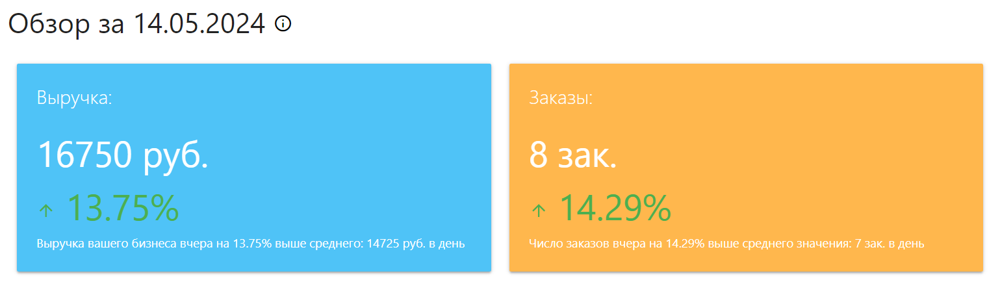 Обзор за 14.05.2024
Выручка:
16750 руб.
↑ 13.75%
Выручка вашего бизнеса вчера на 13.75% выше среднего: 14725 руб. в день
Заказы:
8 зак.
↑ 14.29%
Число заказов вчера на 14.29% выше среднего значения: 7 зак. в день